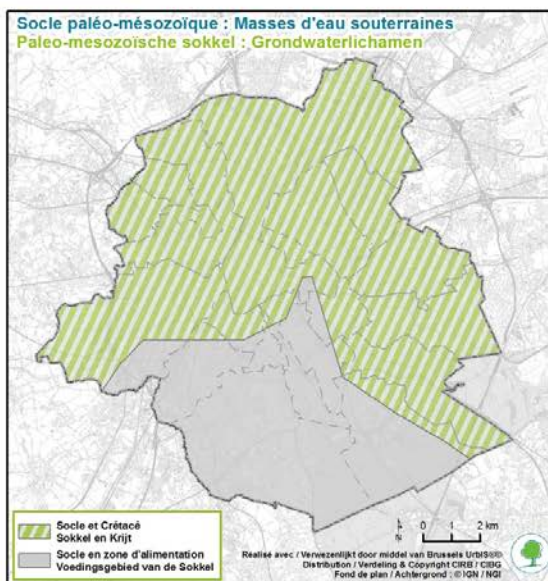 Socle paléo-mésozoïque : Masses d'eau souterraines
Paleo-mesozoïsche sokkel : Grondwaterlichamen
Socle et Crétacé
Sokkel en Krijt
Socle en zone d'alimentation
Voedingsgebied van de Sokkel
N
0 1 2 km
Realisé avec / Verwezenlijkt door middel van Brussels UrbIS®©
Distribution / Verdeling & Copyright CIRB / CIBG
Fond de plan / Achtergrond : © IGN / NGI